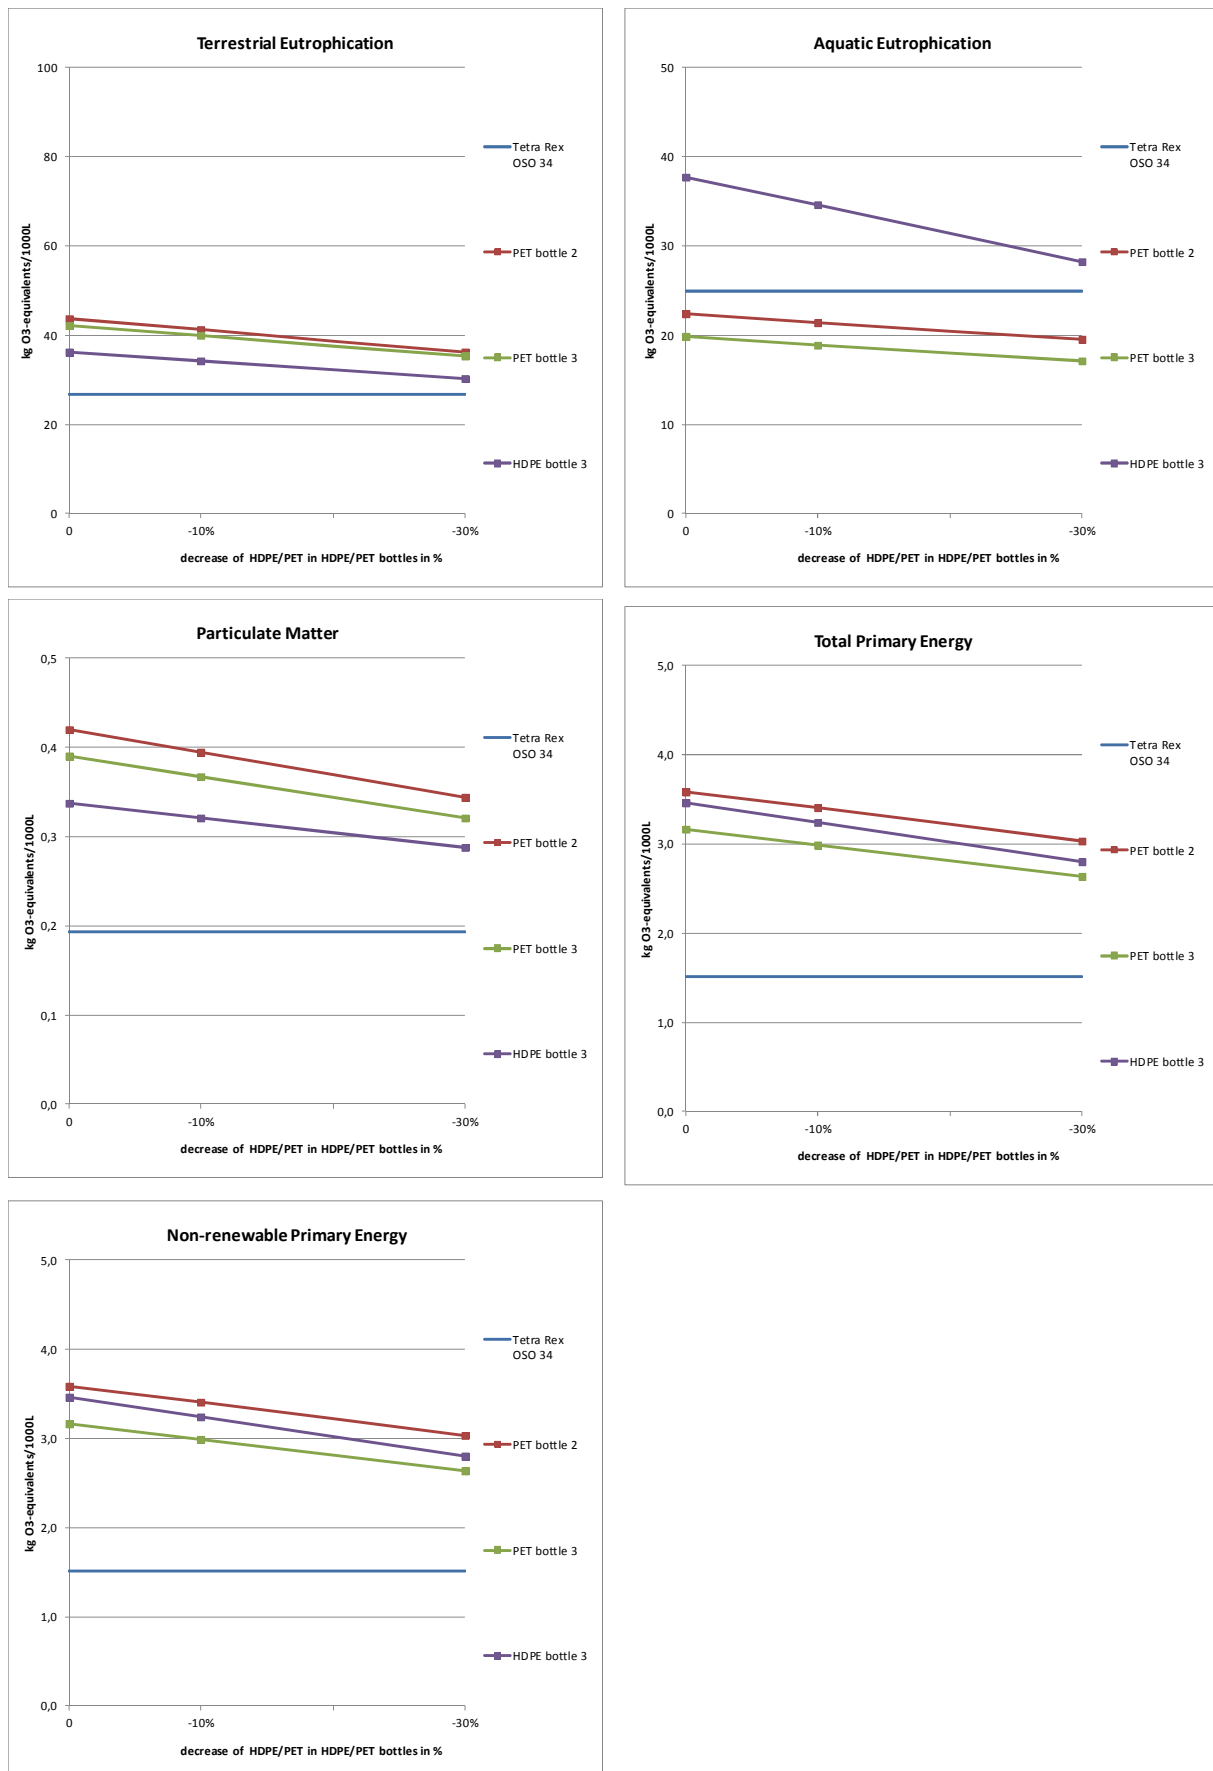 Terrestrial Eutrophication
100
80
60
40
20
0
kg O3-equivalents/1000L
0
-10%
-30%
decrease of HDPE/PET in HDPE/PET bottles in %
Tetra Rex
OSO 34
PET bottle 2
PET bottle 3
HDPE bottle 3
Aquatic Eutrophication
50
40
30
20
10
0
kg O3-equivalents/1000L
0
-10%
-30%
decrease of HDPE/PET in HDPE/PET bottles in %
Tetra Rex
OSO 34
PET bottle 2
PET bottle 3
HDPE bottle 3
Particulate Matter
0,5
0,4
0,3
0,2
0,1
0,0
kg O3-equivalents/1000L
0
-10%
-30%
decrease of HDPE/PET in HDPE/PET bottles in %
Tetra Rex
OSO 34
PET bottle 2
PET bottle 3
HDPE bottle 3
Total Primary Energy
5,0
4,0
3,0
2,0
1,0
0,0
kg O3-equivalents/1000L
0
-10%
-30%
decrease of HDPE/PET in HDPE/PET bottles in %
Tetra Rex
OSO 34
PET bottle 2
PET bottle 3
HDPE bottle 3
Non-renewable Primary Energy
5,0
4,0
3,0
2,0
1,0
0,0
kg O3-equivalents/1000L
0
-10%
-30%
decrease of HDPE/PET in HDPE/PET bottles in %
Tetra Rex
OSO 34
PET bottle 2
PET bottle 3
HDPE bottle 3